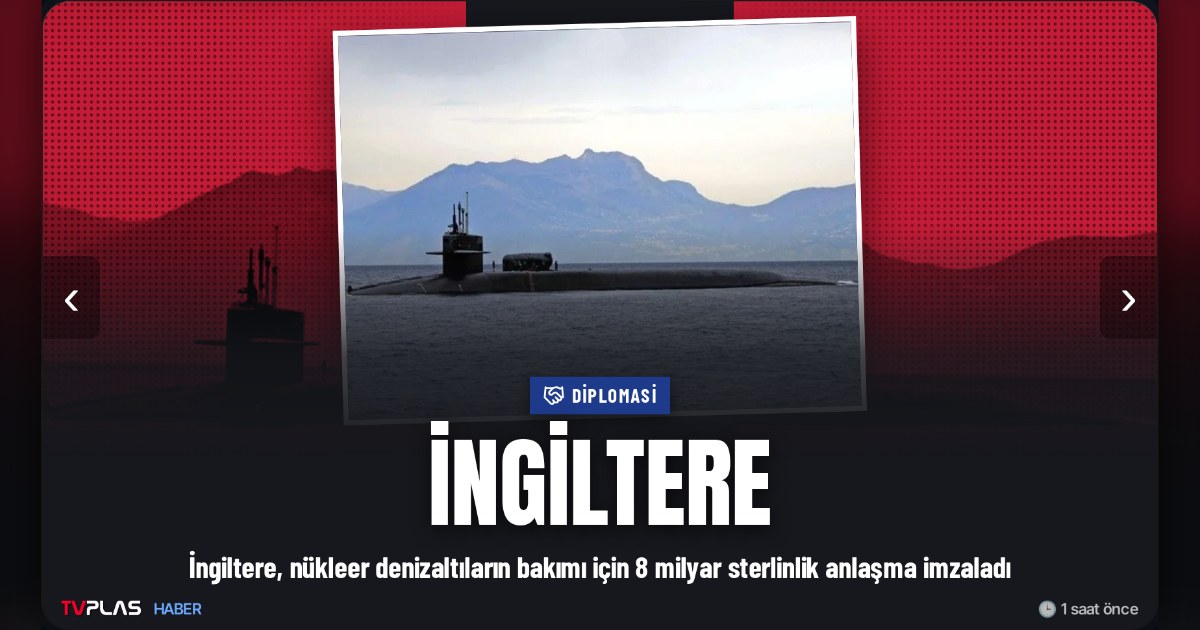 DİPLOMASİ
İNGİLTERE
İngiltere, nükleer denizaltıların bakımı için 8 milyar sterlinlik anlaşma imzaladı
TVPLAS HABER
1 saat önce